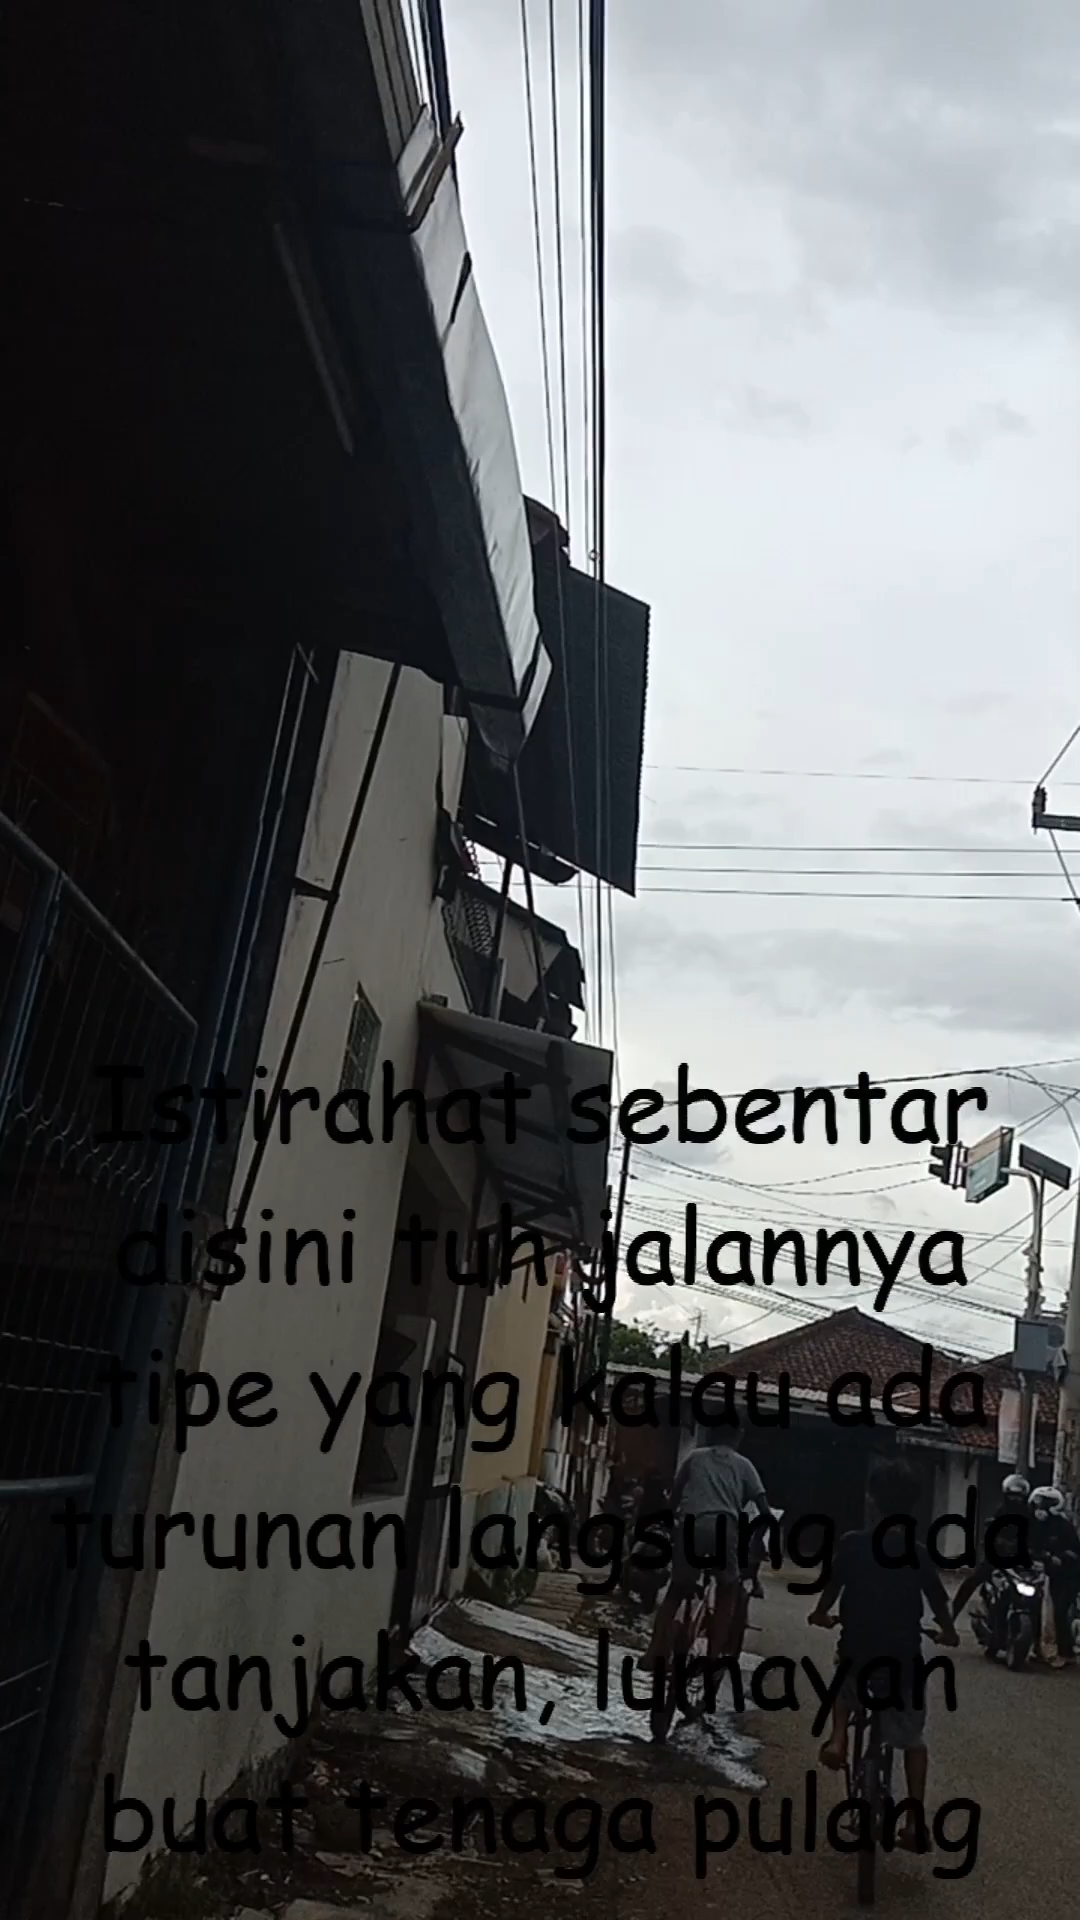 Istirahat sebentar
disini tuh jalannya
tipe yang kalau ada
turunan langsung ada
tanjakan, lumayan
buat tenaga pulang